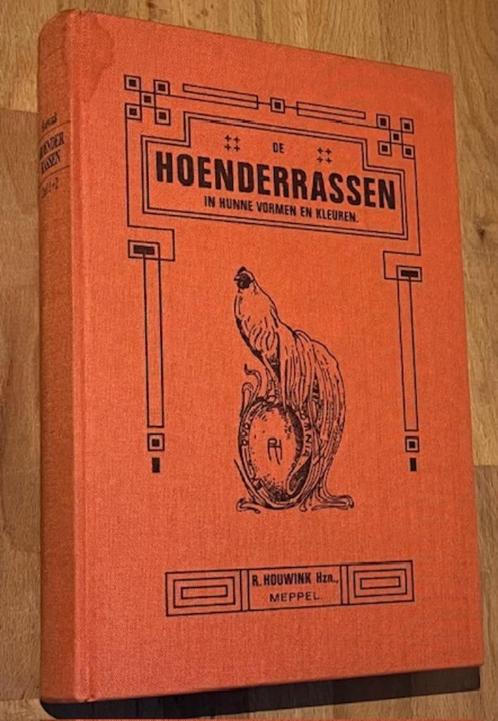 DE
HOENDERRASSEN
IN HUNNE VORMEN EN KLEUREN.
R. HOUWINK Hzn.,
MEPPEL
HOENDER
RASSEN